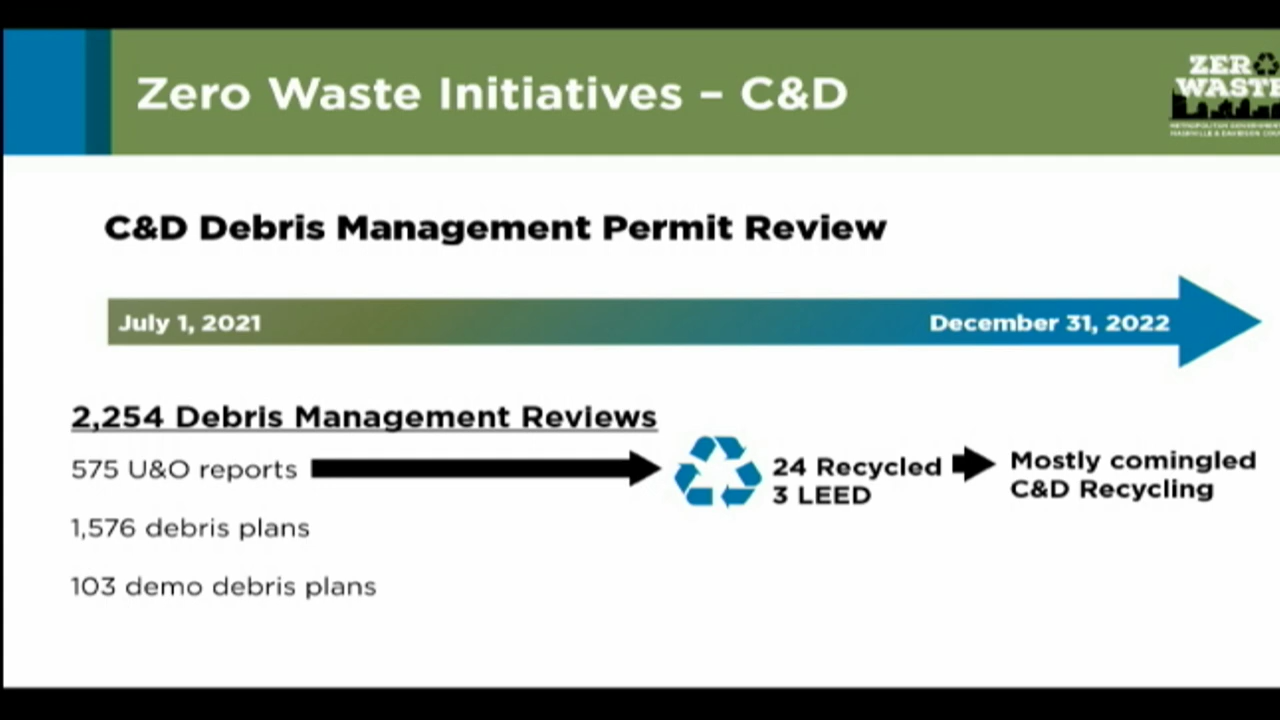 Zero Waste Initiatives – C&D
ZERO
WASTE
C&D Debris Management Permit Review
July 1, 2021
December 31, 2022
2,254 Debris Management Reviews
575 U&O reports
24 Recycled
3 LEED
Mostly comingled
C&D Recycling
1,576 debris plans
103 demo debris plans